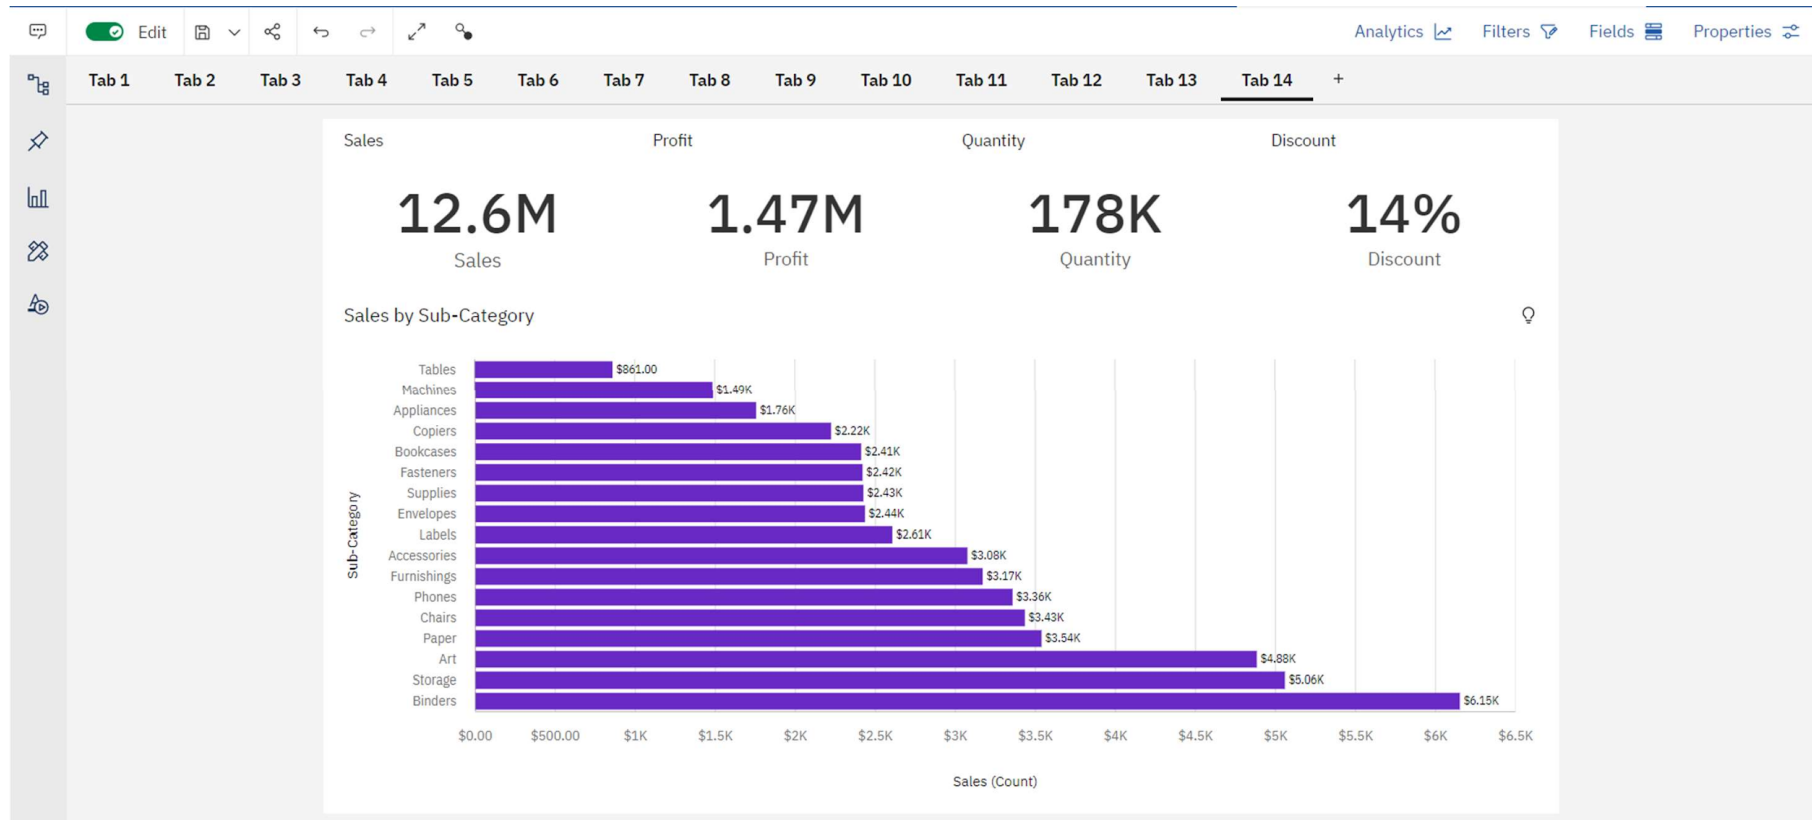 Edit
Analytics Filters Fields Properties
Tab 1 Tab 2 Tab 3 Tab 4 Tab 5 Tab 6 Tab 7 Tab 8 Tab 9 Tab 10 Tab 11 Tab 12 Tab 13 Tab 14 +
Sales Profit Quantity Discount
12.6M 1.47M 178K 14%
Sales Profit Quantity Discount
Sales by Sub-Category
Sub-Category
Tables $861.00
Machines $1.49K
Appliances $1.76K
Copiers $2.22K
Bookcases $2.41K
Fasteners $2.42K
Supplies $2.43K
Envelopes $2.44K
Labels $2.61K
Accessories $3.08K
Furnishings $3.17K
Phones $3.36K
Chairs $3.43K
Paper $3.54K
Art $4.88K
Storage $5.06K
Binders $6.15K
$0.00 $500.00 $1K $1.5K $2K $2.5K $3K $3.5K $4K $4.5K $5K $5.5K $6K $6.5K
Sales (Count)